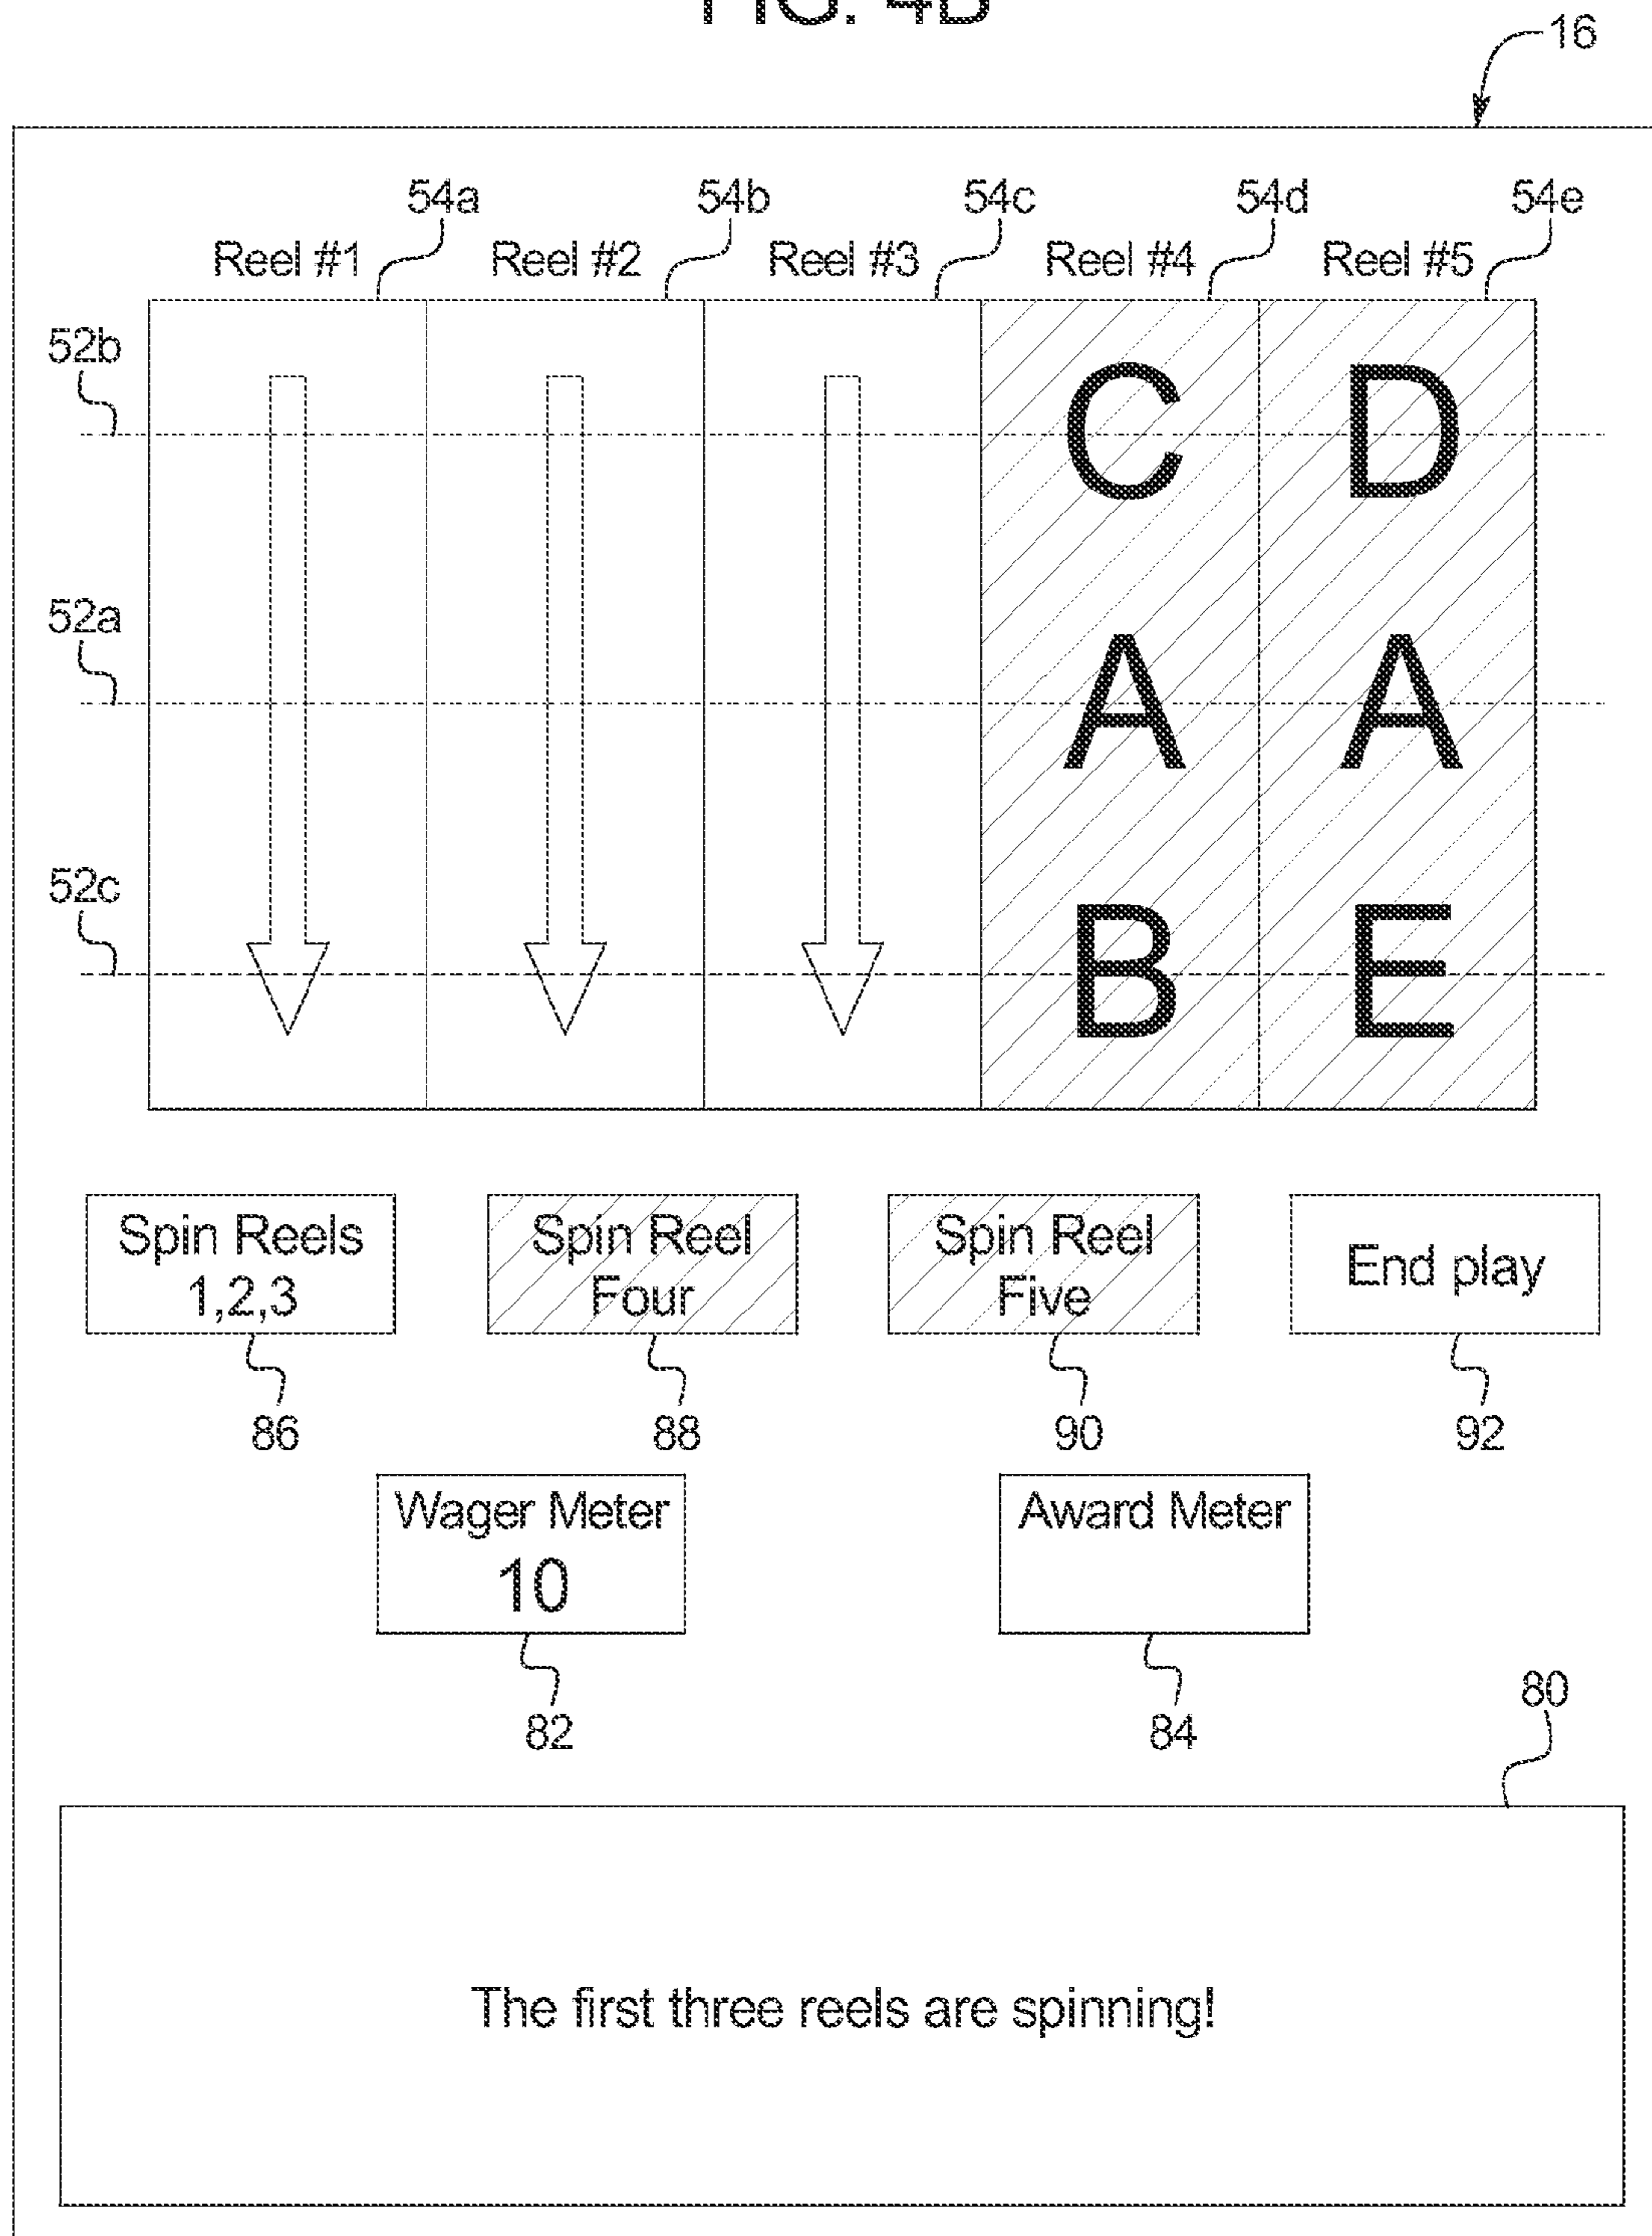 FIG. 4B
16
54a 54b 54c 54d 54e
Reel #1 Reel #2 Reel #3 Reel #4 Reel #5
52b
C D
52a
A A
52c
B E
Spin Reels Spin Reel Spin Reel End play
1,2,3 Four Five
86 88 90 92
Wager Meter Award Meter
10
82 84
80
The first three reels are spinning!